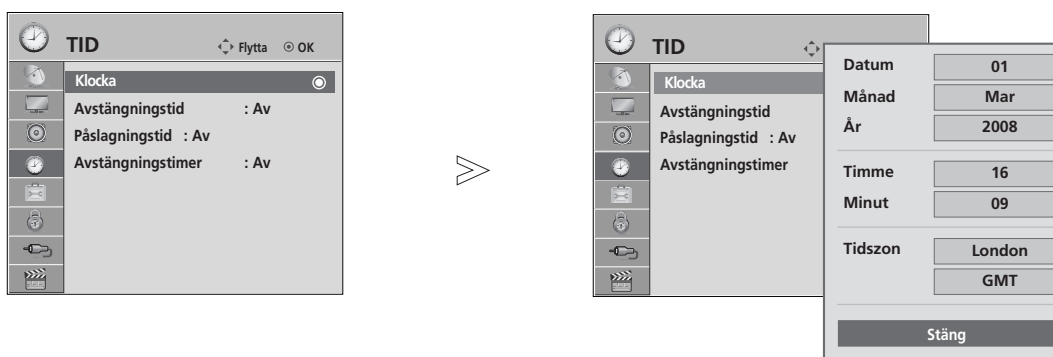 TID Flytta OK
Klocka
Avstängningstid : Av
Påslagningstid : Av
Avstängningstimer : Av
TID
Klocka
Avstängningstid
Påslagningstid : Av
Avstängningstimer
Datum 01
Månad Mar
År 2008
Timme 16
Minut 09
Tidszon London
GMT
Stäng